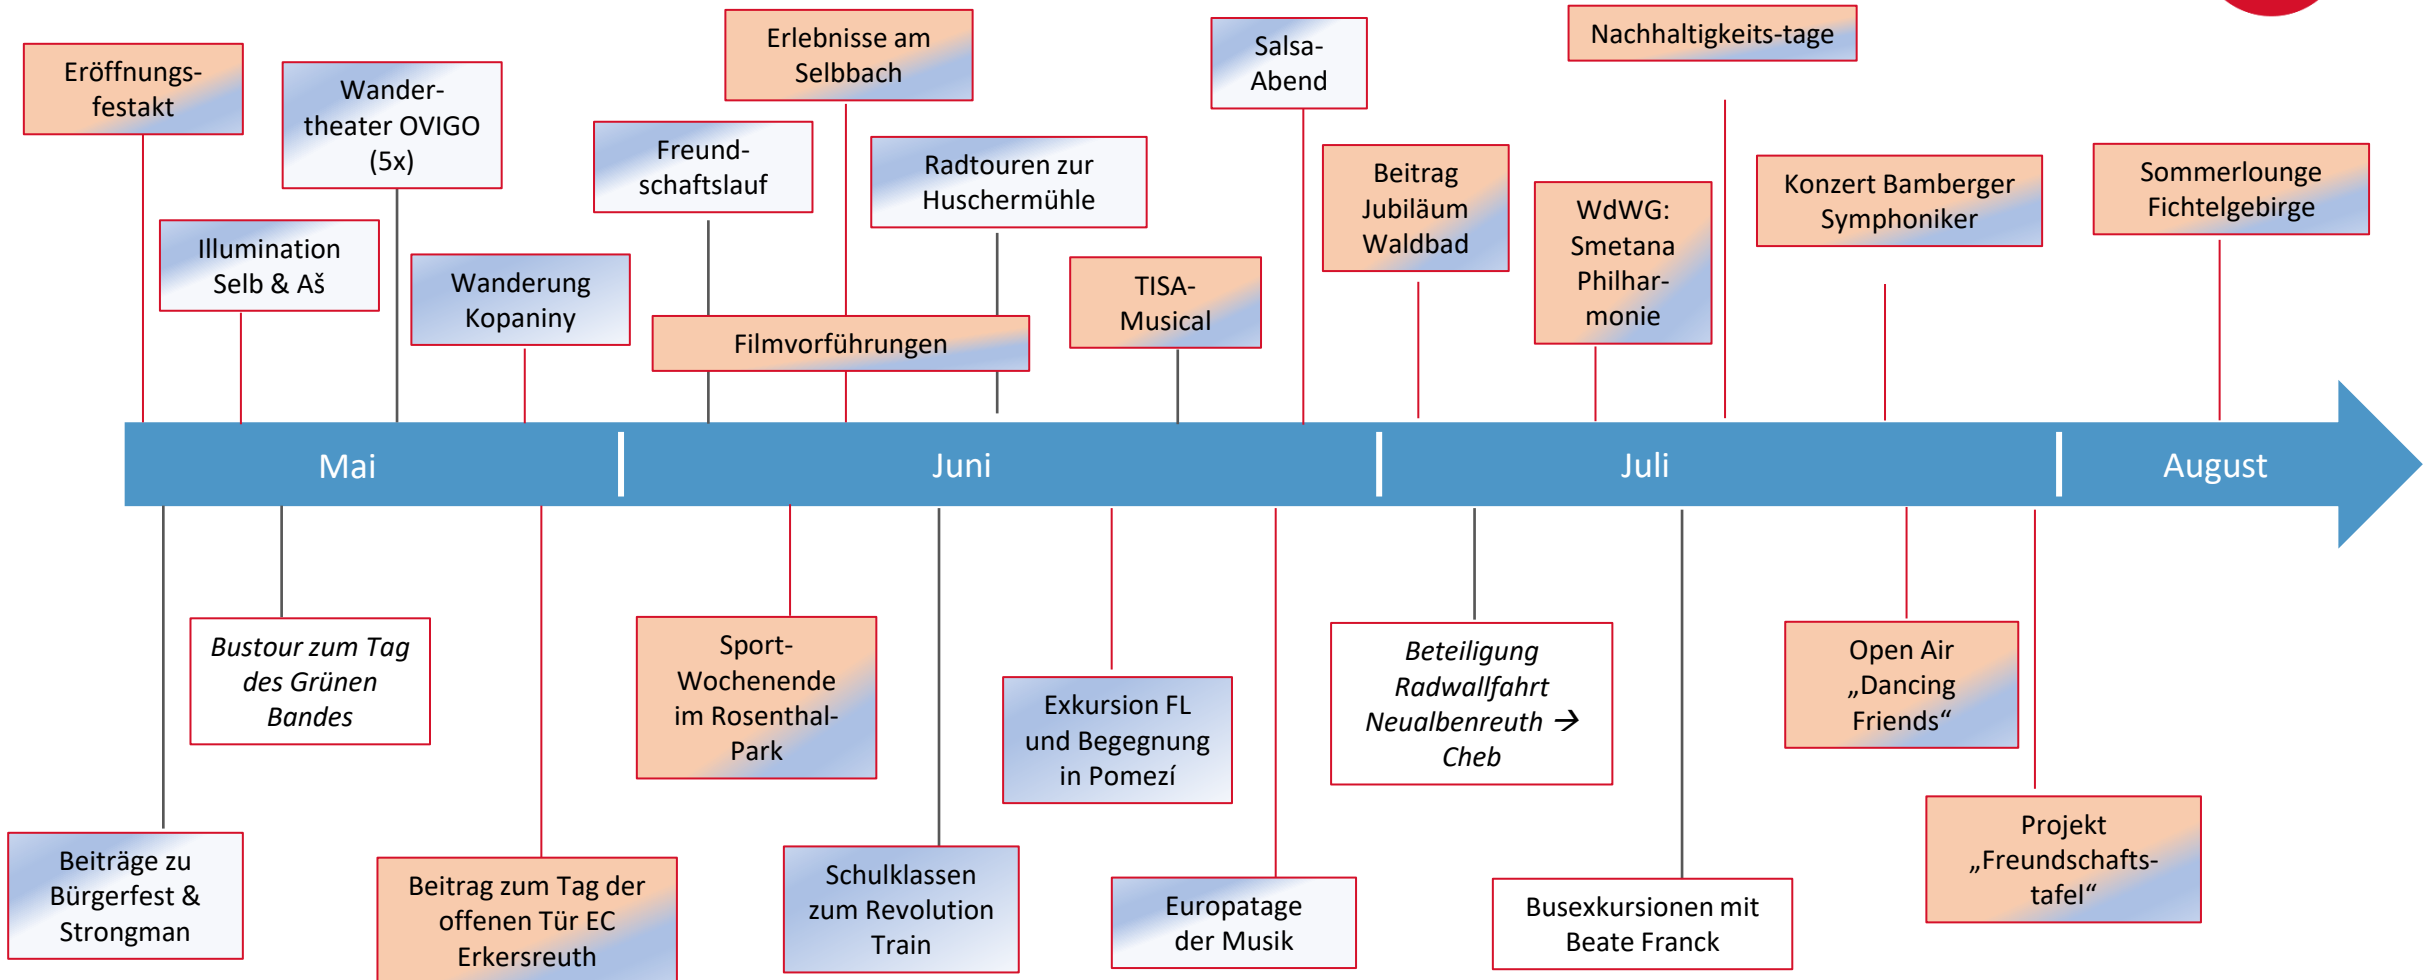 Eröffnungs-
festakt
Illumination
Selb & Aš
Wander-
theater OVIGO
(5x)
Wanderung
Kopaniny
Freund-
schaftslauf
Erlebnisse am
Selbbach
Filmvorführungen
Radtouren zur
Huschermühle
TISA-
Musical
Salsa-
Abend
Beitrag
Jubiläum
Waldbad
WdWG:
Smetana
Philhar-
monie
Nachhaltigkeits-tage
Konzert Bamberger
Symphoniker
Sommerlounge
Fichtelgebirge
Mai
Juni
Juli
August
Beiträge zu
Bürgerfest &
Strongman
Bustour zum Tag
des Grünen
Bandes
Beitrag zum Tag der
offenen Tür EC
Erkersreuth
Sport-
Wochenende
im Rosenthal-
Park
Schulklassen
zum Revolution
Train
Exkursion FL
und Begegnung
in Pomezí
Europatage
der Musik
Beteiligung
Radwallfahrt
Neualbenreuth →
Cheb
Busexkursionen mit
Beate Franck
Open Air
„Dancing
Friends“
Projekt
„Freundschafts-
tafel“